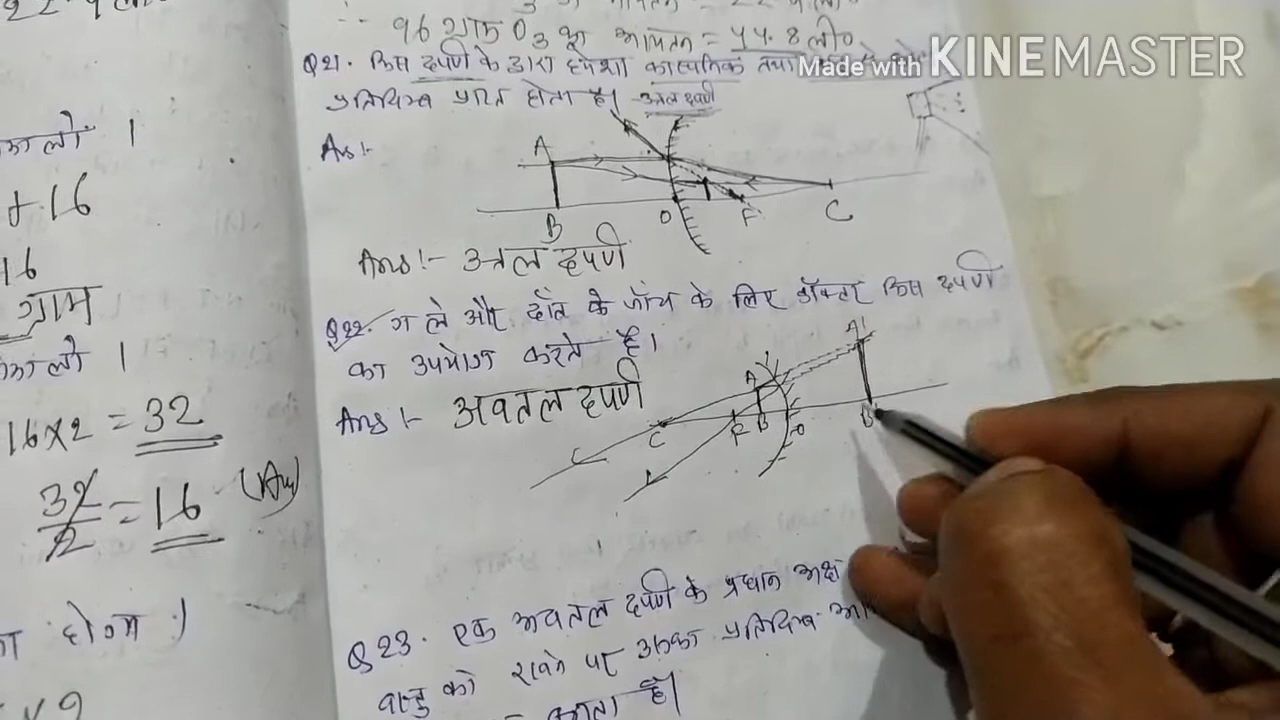 96 ग्राम O3 का आयतन = 44.8 ली०
Made with KINEMASTER
Q21. किस दर्पण के द्वारा हमेशा काल्पनिक तथा
प्रतिबिम्ब प्राप्त होता है। उत्तल दर्पण
Ans:-
A
B
O
F
C
Ans:- उत्तल दर्पण
Q22. गले और दाँत के जांच के लिए डॉक्टर किस दर्पण
का उपयोग करते है।
Ans:- अवतल दर्पण
A'
A
C
F
B
O
B'
Q23. एक अवतल दर्पण के प्रधान अक्ष
वस्तु को रखने पर उसका प्रतिबिम्ब
है।
+16
16
ग्राम
16×2 = 32
32/2 = 16 (Ans)
होगा।